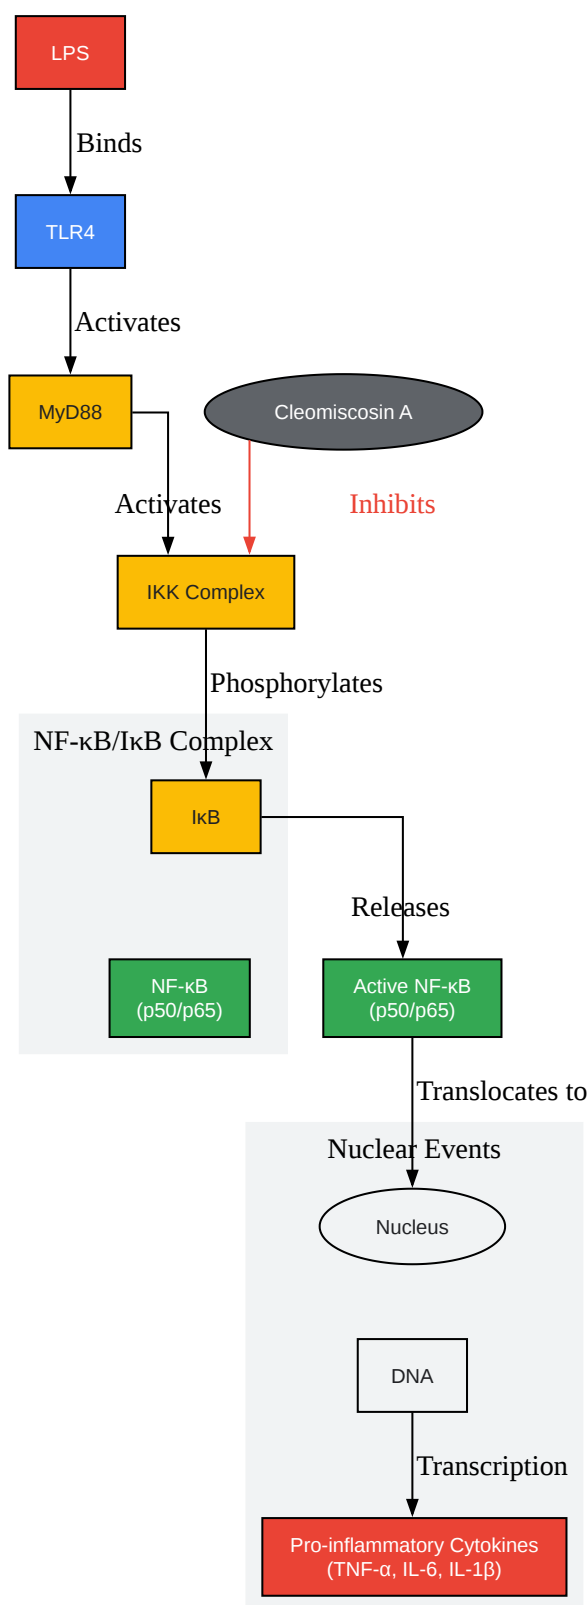 LPS
Binds
TLR4
Activates
MyD88
Cleomiscosin A
Activates
Inhibits
IKK Complex
Phosphorylates
NF-κB/IκB Complex
IκB
Releases
NF-κB
(p50/p65)
Active NF-κB
(p50/p65)
Translocates to
Nuclear Events
Nucleus
DNA
Transcription
Pro-inflammatory Cytokines
(TNF-α, IL-6, IL-1β)